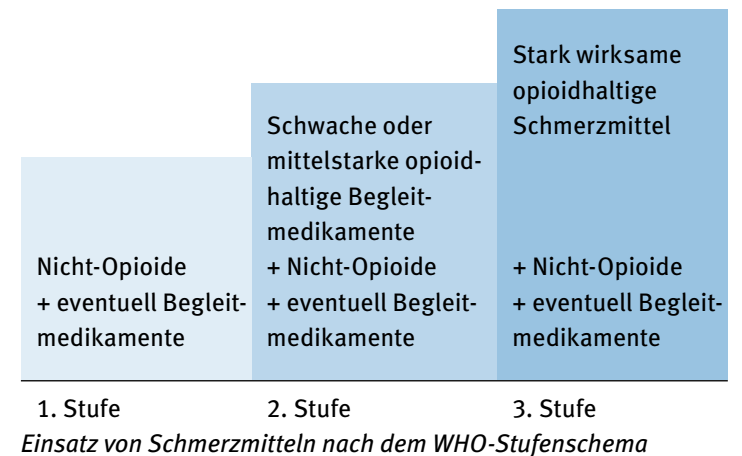 Nicht-Opioide
+ eventuell Begleit-
medikamente
Schwache oder
mittelstarke opioid-
haltige Begleit-
medikamente
+ Nicht-Opioide
+ eventuell Begleit-
medikamente
Stark wirksame
opioidhaltige
Schmerzmittel
+ Nicht-Opioide
+ eventuell Begleit-
medikamente
1. Stufe
2. Stufe
3. Stufe
Einsatz von Schmerzmitteln nach dem WHO-Stufenschema